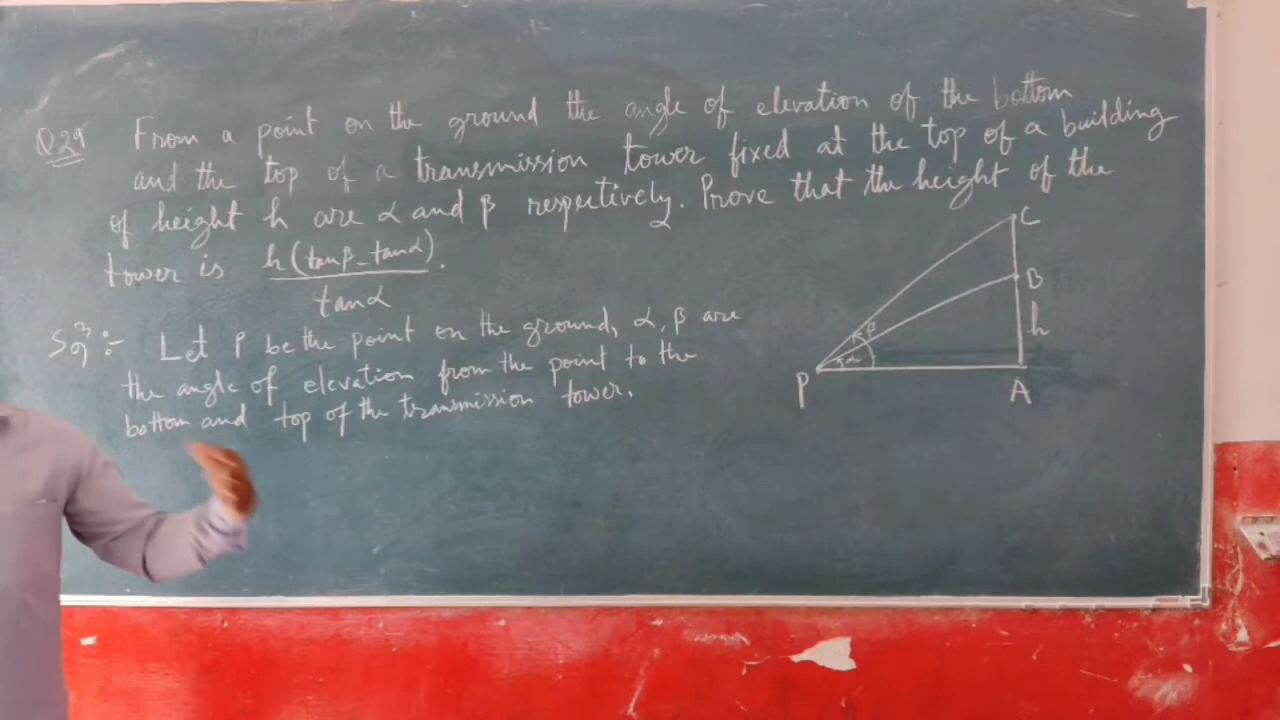 Q29 From a point on the ground the angle of elevation of the bottom
and the top of a transmission tower fixed at the top of a building
of height h are α and β respectively. Prove that the height of the
tower is h(tanβ-tanα)/tanα.
Solⁿ:- Let P be the point on the ground, α, β are
the angle of elevation from the point to the
bottom and top of the transmission tower.
C
B
h
β
α
P
A